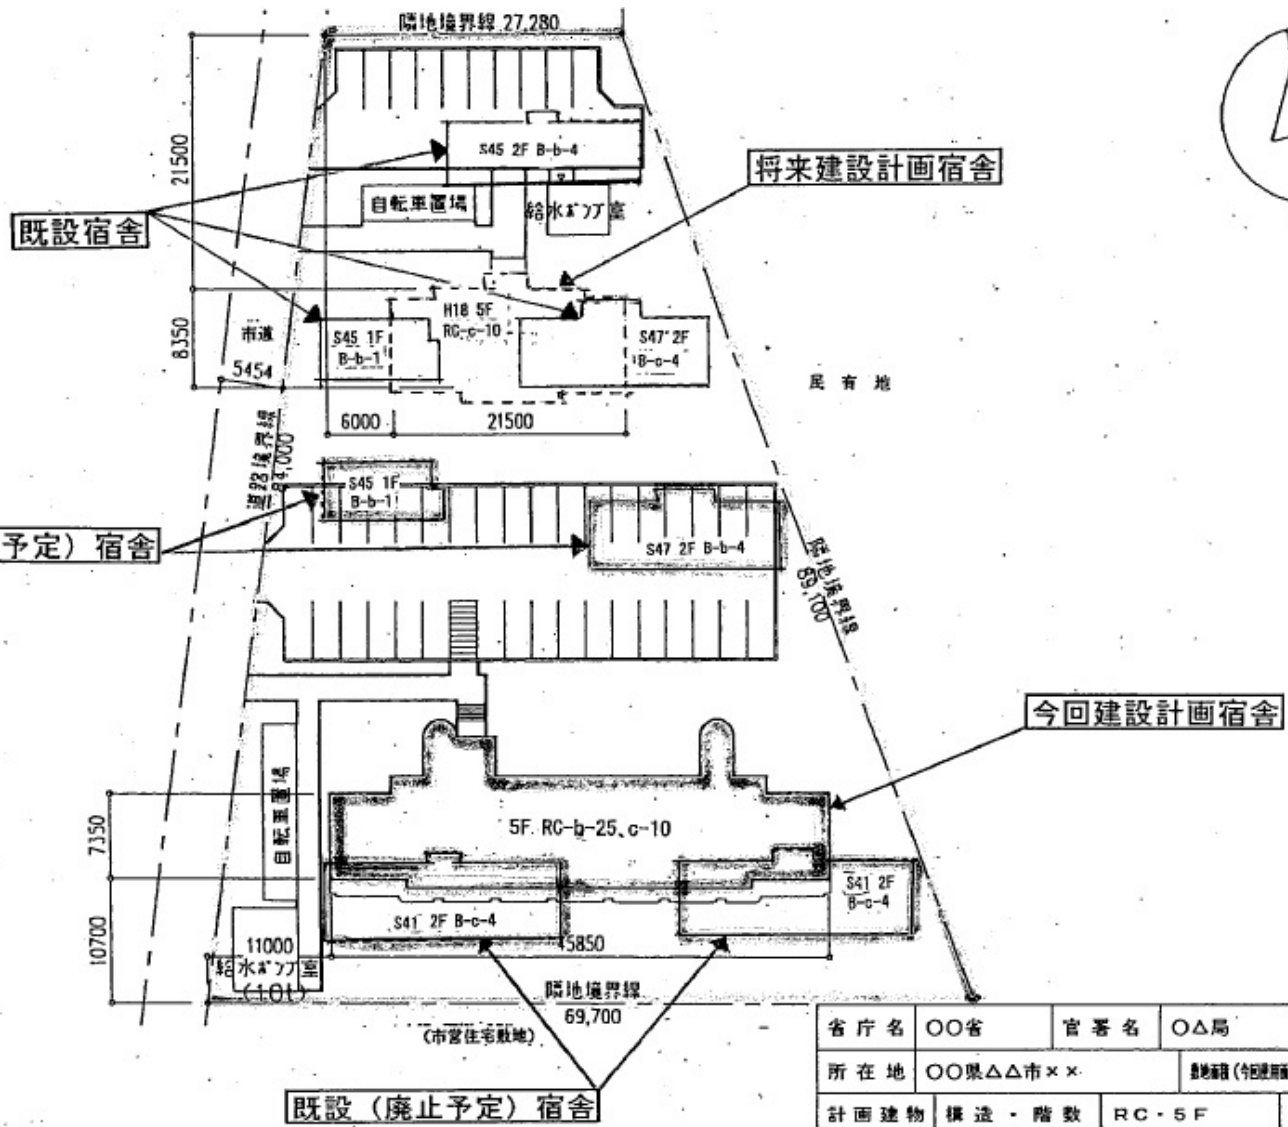 隣地境界線 27,280
21500
S45 2F B-b-4
将来建設計画宿舎
自転車置場
給水ポンプ室
既設宿舎
H18 5F
RC-c-10
市道
5454
8350
S45 1F
B-b-1
S47 2F
B-c-4
民有地
6000
21500
道路境界線
84,000
S45 1F
B-b-1
予定）宿舎
S47 2F B-b-4
隣地境界線
89,100
今回建設計画宿舎
自転車置場
7350
5F. RC-b-25、c-10
S41 2F
B-c-4
S41 2F B-c-4
10700
11000
45850
給水ポンプ室
(10t)
隣地境界線
69,700
(市営住宅敷地)
既設（廃止予定）宿舎
省庁名 〇〇省 官署名 〇△局
所在地 〇〇県△△市××
計画建物 構造・階数 RC・5F